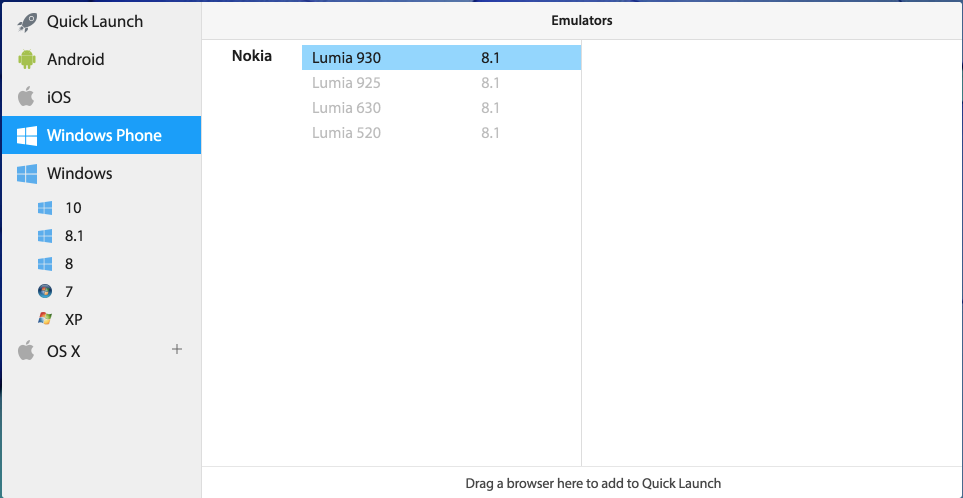 Quick Launch
Android
iOS
Windows Phone
Windows
10
8.1
8
7
XP
OS X +
Emulators
Nokia Lumia 930 8.1
Lumia 925 8.1
Lumia 630 8.1
Lumia 520 8.1
Drag a browser here to add to Quick Launch